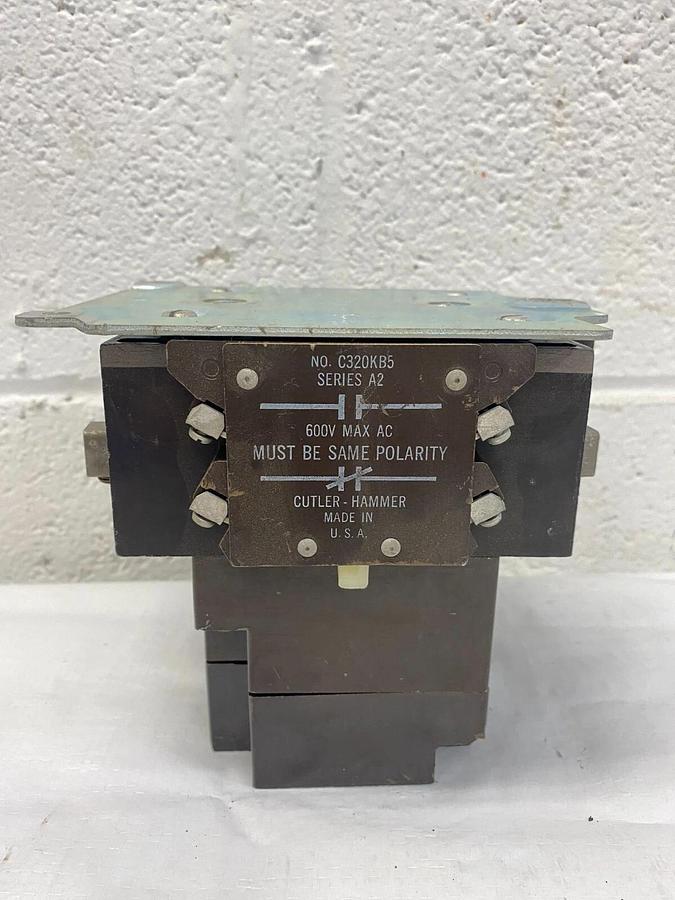 NO. C320KB5
SERIES A2
600V MAX AC
MUST BE SAME POLARITY
CUTLER-HAMMER
MADE IN
U.S.A.